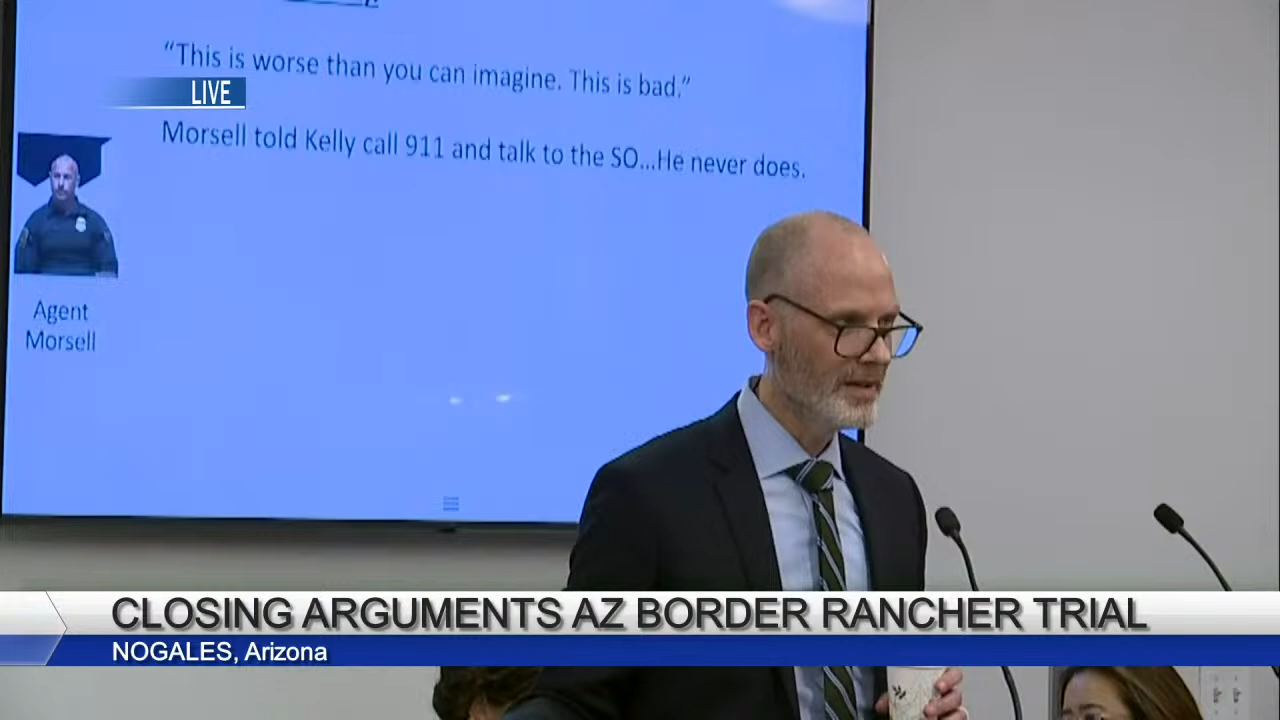 "This is worse than you can imagine. This is bad."
LIVE
Morsell told Kelly call 911 and talk to the SO...He never does.
Agent
Morsell
CLOSING ARGUMENTS AZ BORDER RANCHER TRIAL
NOGALES, Arizona